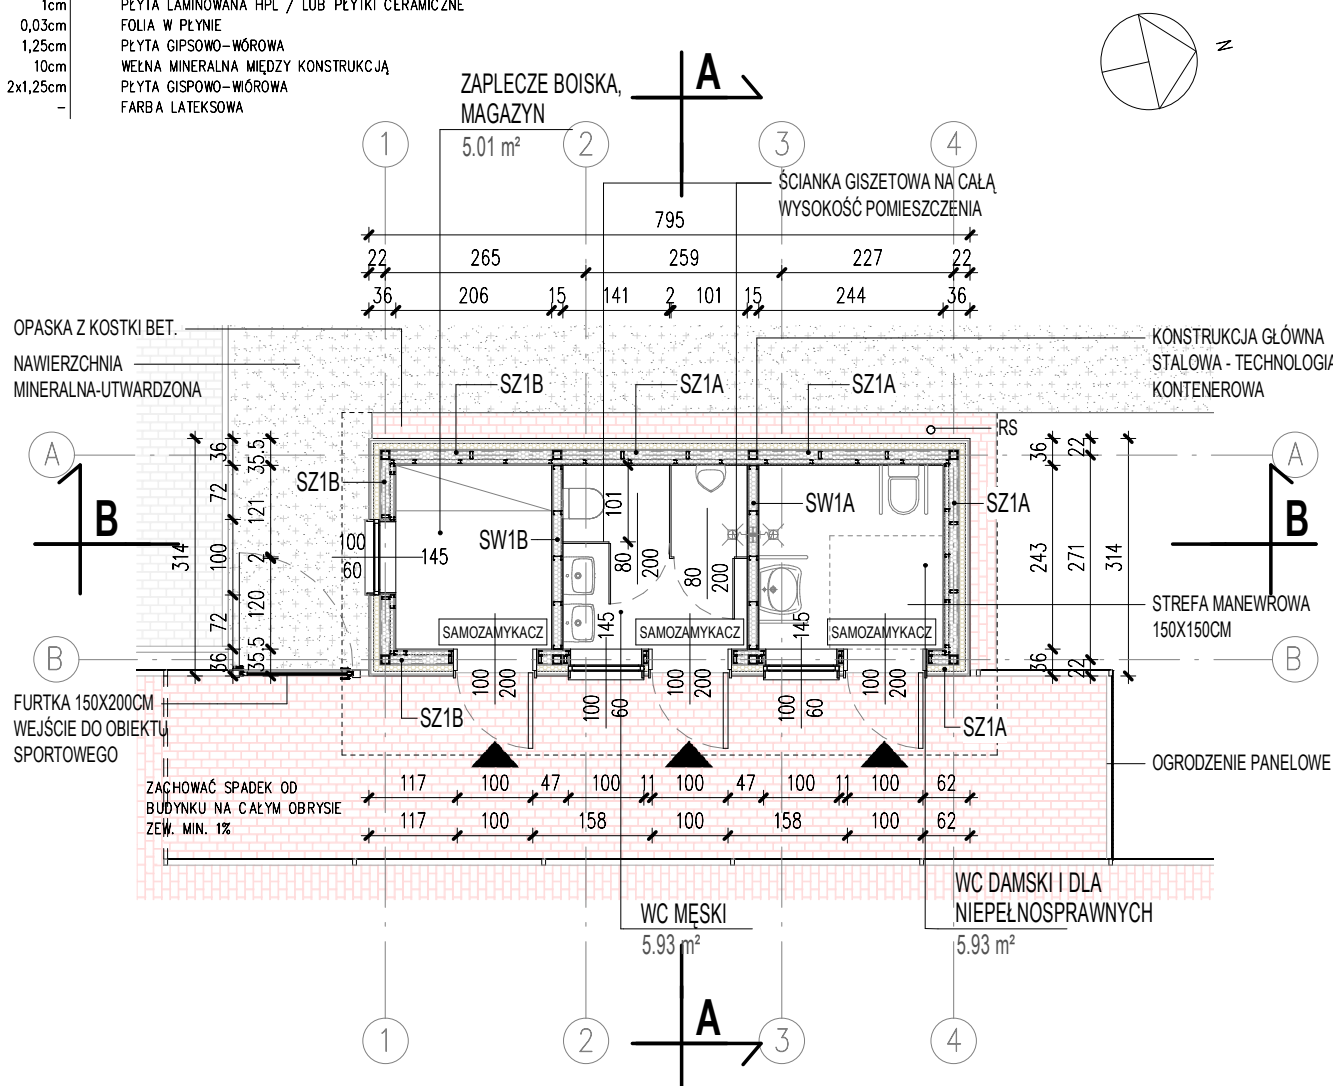 1cm PŁYTA LAMINOWANA HPL / LUB PŁYTKI CERAMICZNE
0,03cm FOLIA W PŁYNIE
1,25cm PŁYTA GIPSOWO-WÓROWA
10cm WEŁNA MINERALNA MIĘDZY KONSTRUKCJĄ
2x1,25cm PŁYTA GISPOWO-WIÓROWA
- FARBA LATEKSOWA
N
A
ZAPLECZE BOISKA,
MAGAZYN
5.01 m²
1 2 3 4
ŚCIANKA GISZETOWA NA CAŁĄ
WYSOKOŚĆ POMIESZCZENIA
795
22 265 259 227 22
36 206 15 141 2 101 15 244 36
OPASKA Z KOSTKI BET.
NAWIERZCHNIA
MINERALNA-UTWARDZONA
KONSTRUKCJA GŁÓWNA
STALOWA - TECHNOLOGIA
KONTENEROWA
SZ1B SZ1A SZ1A
RS
A A
B B
314
36 72 100 72 36
35.5 121 2 120 35.5
SZ1B
SW1B
SW1A
SZ1A
101
100
60
145
80
200
80
200
145
145
36 243 36
22 271 22
314
STREFA MANEWROWA
150X150CM
SAMOZAMYKACZ SAMOZAMYKACZ SAMOZAMYKACZ
B B
100
200
100
60
100
200
100
60
100
200
SZ1B
SZ1A
FURTKA 150X200CM
WEJŚCIE DO OBIEKTU
SPORTOWEGO
OGRODZENIE PANELOWE
ZACHOWAĆ SPADEK OD
BUDYNKU NA CAŁYM OBRYSIE
ZEW. MIN. 1%
117 100 47 100 11 100 47 100 11 100 62
117 100 158 100 158 100 62
WC MĘSKI
5.93 m²
WC DAMSKI I DLA
NIEPEŁNOSPRAWNYCH
5.93 m²
A
1 2 3 4